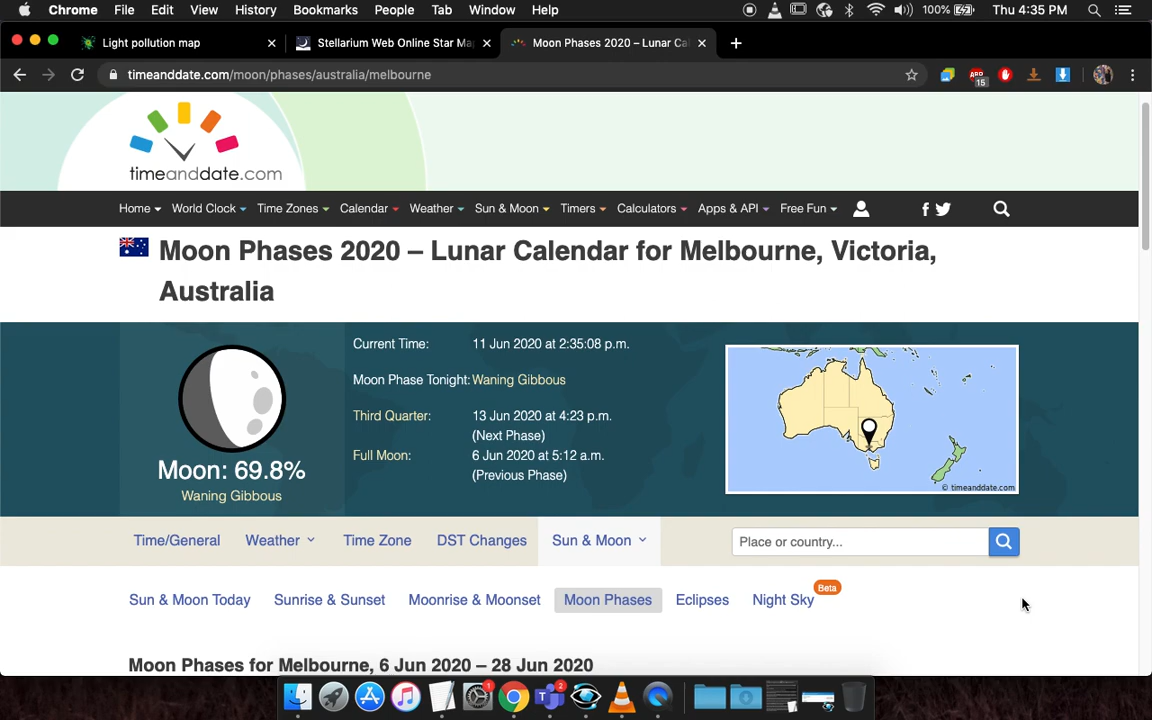 Chrome File Edit View History Bookmarks People Tab Window Help 100% Thu 4:35 PM
Light pollution map Stellarium Web Online Star Ma Moon Phases 2020 – Lunar Ca
timeanddate.com/moon/phases/australia/melbourne ABP 15
timeanddate.com
Home World Clock Time Zones Calendar Weather Sun & Moon Timers Calculators Apps & API Free Fun
Moon Phases 2020 – Lunar Calendar for Melbourne, Victoria,
Australia
Current Time: 11 Jun 2020 at 2:35:08 p.m.
Moon Phase Tonight: Waning Gibbous
Third Quarter: 13 Jun 2020 at 4:23 p.m.
(Next Phase)
Full Moon: 6 Jun 2020 at 5:12 a.m.
(Previous Phase)
Moon: 69.8%
Waning Gibbous
© timeanddate.com
Time/General Weather Time Zone DST Changes Sun & Moon Place or country...
Beta
Sun & Moon Today Sunrise & Sunset Moonrise & Moonset Moon Phases Eclipses Night Sky
Moon Phases for Melbourne, 6 Jun 2020 – 28 Jun 2020
1 2